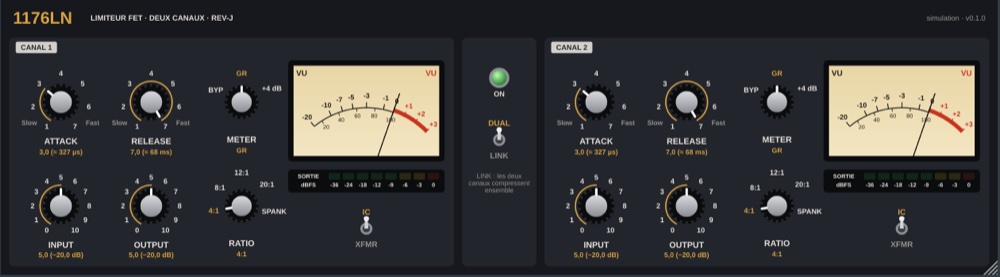 1176LN LIMITEUR FET · DEUX CANAUX · REV-J simulation · v0.1.0
CANAL 1
4
3 5
2 6
1 7
Slow Fast
ATTACK
3,0 (≈ 327 µs)
4
3 5
2 6
1 7
Slow Fast
RELEASE
7,0 (≈ 68 ms)
GR
BYP +4 dB
METER
GR
VU VU
-20 -10 -7 -5 -3 -1 0 +1 +2 +3
20 40 60 80 100
5
4 6
3 7
2 8
1 9
0 10
INPUT
5,0 (−20,0 dB)
5
4 6
3 7
2 8
1 9
0 10
OUTPUT
5,0 (−20,0 dB)
12:1
8:1 20:1
4:1 SPANK
RATIO
4:1
SORTIE
dBFS -36 -24 -18 -12 -9 -6 -3 0
IC
XFMR
ON
DUAL
LINK
LINK : les deux
canaux compressent
ensemble
CANAL 2
4
3 5
2 6
1 7
Slow Fast
ATTACK
3,0 (≈ 327 µs)
4
3 5
2 6
1 7
Slow Fast
RELEASE
7,0 (≈ 68 ms)
GR
BYP +4 dB
METER
GR
VU VU
-20 -10 -7 -5 -3 -1 0 +1 +2 +3
20 40 60 80 100
5
4 6
3 7
2 8
1 9
0 10
INPUT
5,0 (−20,0 dB)
5
4 6
3 7
2 8
1 9
0 10
OUTPUT
5,0 (−20,0 dB)
12:1
8:1 20:1
4:1 SPANK
RATIO
4:1
SORTIE
dBFS -36 -24 -18 -12 -9 -6 -3 0
IC
XFMR